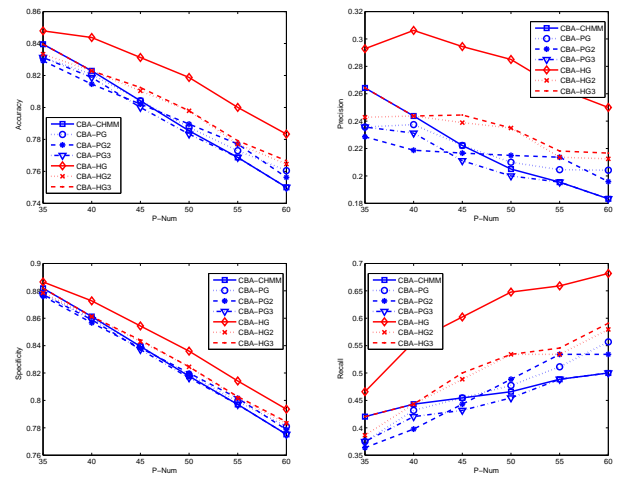 0.86
0.84
0.82
0.8
0.78
0.76
0.74
35 40 45 50 55 60
P−Num
Accuracy
CBA−CHMM
CBA−PG
CBA−PG2
CBA−PG3
CBA−HG
CBA−HG2
CBA−HG3
0.32
0.28
0.24
0.22
0.18
35 40 45 50 55 60
P−Num
Precision
CBA−CHMM
CBA−PG
CBA−PG2
CBA−PG3
CBA−HG
CBA−HG2
CBA−HG3
0.9
0.88
0.86
0.84
0.82
0.8
0.78
0.76
35 40 45 50 55 60
P−Num
Specificity
CBA−CHMM
CBA−PG
CBA−PG2
CBA−PG3
CBA−HG
CBA−HG2
CBA−HG3
0.7
0.65
0.6
0.55
0.5
0.45
0.4
0.35
35 40 45 50 55 60
P−Num
Recall
CBA−CHMM
CBA−PG
CBA−PG2
CBA−PG3
CBA−HG
CBA−HG2
CBA−HG3